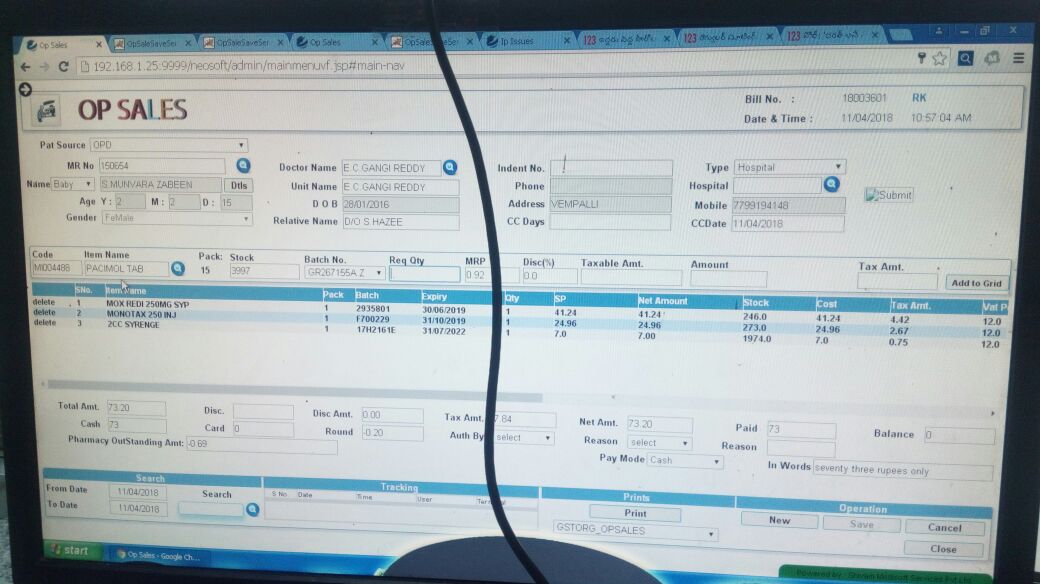 Op Sales OpSaleSaveSer OpSaleSaveSer Op Sales Ip Issues
192.168.1.25:9999/neosoft/admin/mainmenuvf.jsp#main-nav
OP SALES
Bill No. : 18003601 RK
Date & Time : 11/04/2018 10:57:04 AM
Pat Source OPD
MR No 150654 Doctor Name E.C.GANGI REDDY Indent No. Type Hospital
Name Baby S.MUNVARA ZABEEN Dtls Unit Name E.C.GANGI REDDY Phone Hospital Submit
Age Y : 2 M : 2 D : 15 D O B 28/01/2016 Address VEMPALLI Mobile 7799194148
Gender FeMale Relative Name D/O S.HAZEE CC Days CCDate 11/04/2018
Code Item Name Pack: Stock Batch No. Req Qty MRP Disc(%) Taxable Amt. Amount Tax Amt.
MI004488 PACIMOL TAB 15 3997 GR267155A.Z 0.92 0.0 Add to Grid
SNo. ItemName Pack Batch Expiry Qty SP Net Amount Stock Cost Tax Amt. Vat P
delete 1 MOX REDI 250MG SYP 1 2935801 30/06/2019 1 41.24 41.24 246.0 41.24 4.42 12.0
delete 2 MONOTAX 250 INJ 1 F700229 31/10/2019 1 24.96 24.96 273.0 24.96 2.67 12.0
delete 3 2CC SYRENGE 1 17H2161E 31/07/2022 1 7.0 7.00 1974.0 7.0 0.75 12.0
Total Amt. 73.20 Disc. Disc Amt. 0.00 Tax Amt. 7.84 Net Amt. 73.20 Paid 73 Balance 0
Cash 73 Card 0 Round -0.20 Auth By select Reason select Reason
Pharmacy OutStanding Amt: -0.69 Pay Mode Cash In Words seventy three rupees only
Search Tracking Prints Operation
From Date 11/04/2018 Search S No. Date Time User Print New Save Cancel
To Date 11/04/2018 GSTORG_OPSALES Close
start Op Sales - Google Ch...